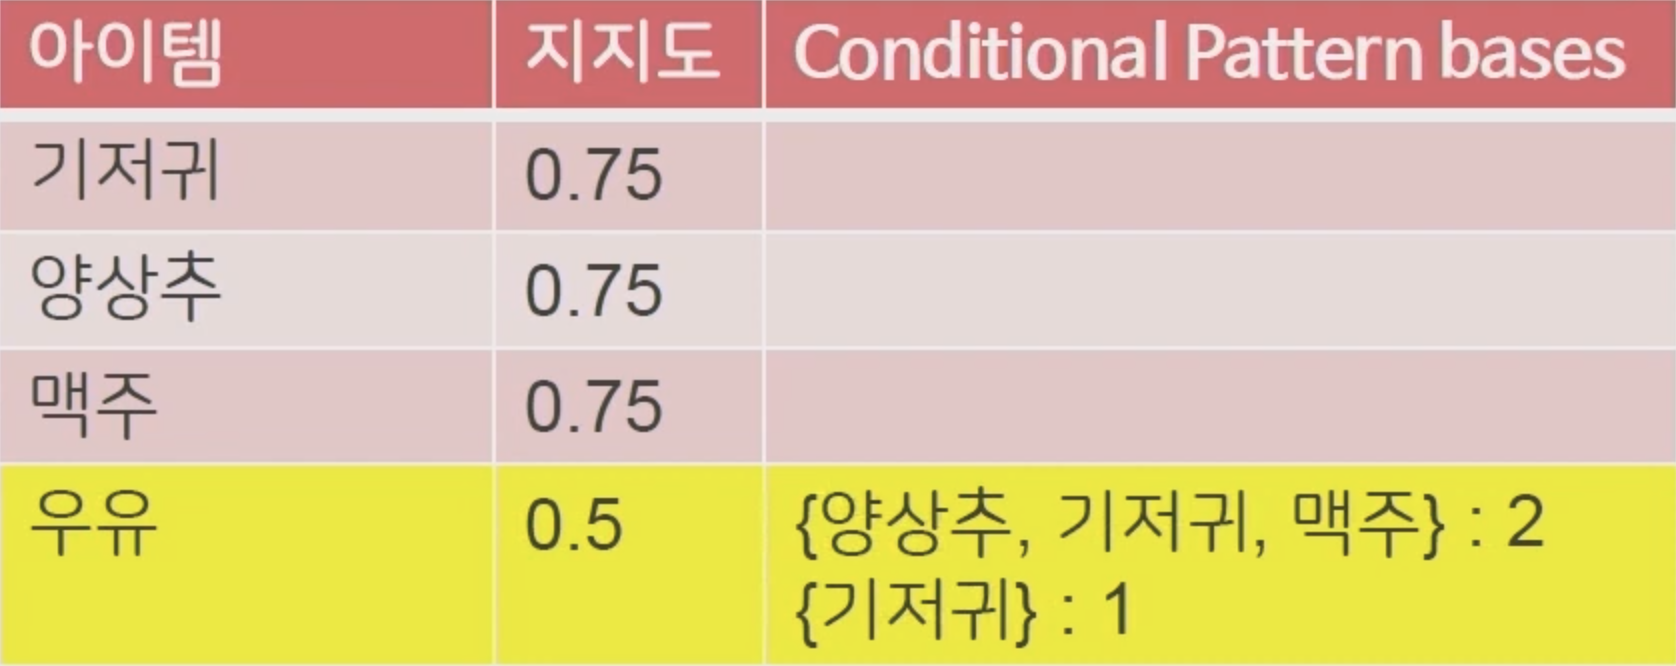 아이템 지지도 Conditional Pattern bases
기저귀 0.75
양상추 0.75
맥주 0.75
우유 0.5 {양상추, 기저귀, 맥주} : 2
{기저귀} : 1